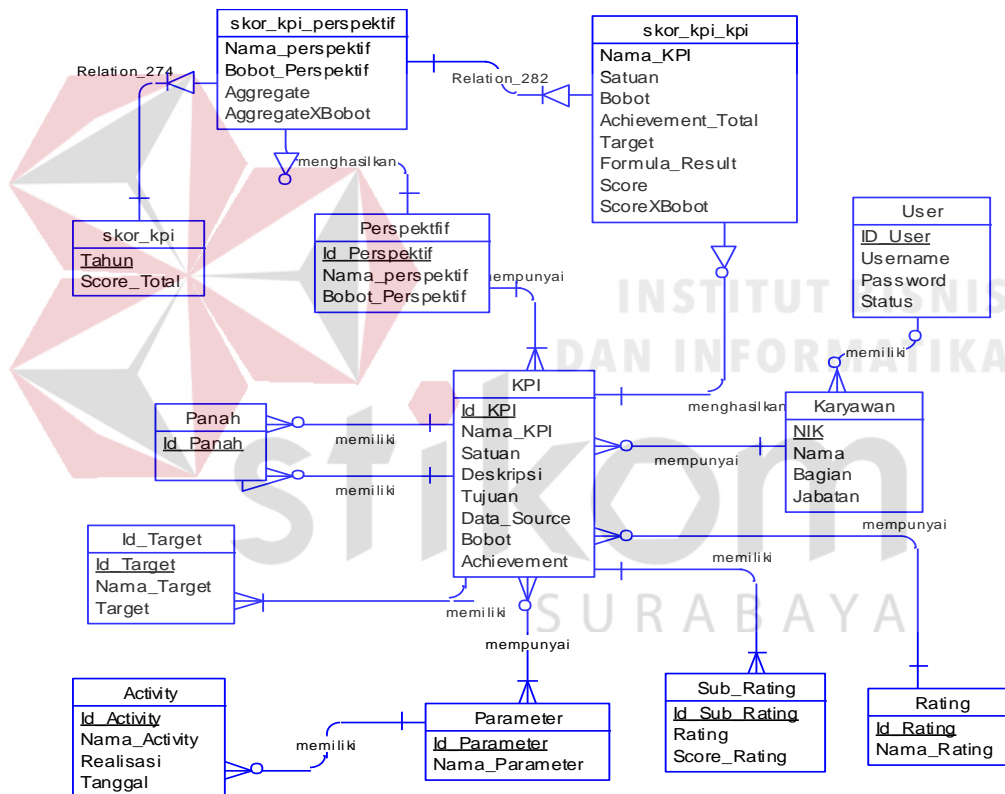 skor_kpi_perspektif
Nama_perspektif
Bobot_Perspektif
Aggregate
AggregateXBobot
skor_kpi_kpi
Nama_KPI
Satuan
Bobot
Achievement_Total
Target
Formula_Result
Score
ScoreXBobot
Relation_274
Relation_282
menghasilkan
skor_kpi
Tahun
Score_Total
Perspektfif
Id_Perspektif
Nama_perspektif
Bobot_Perspektif
mempunyai
User
ID_User
Username
Password
Status
INSTITUT BISNIS
DAN INFORMATIKA
memiliki
KPI
Id_KPI
Nama_KPI
Satuan
Deskripsi
Tujuan
Data_Source
Bobot
Achievement
menghasilkan
Karyawan
NIK
Nama
Bagian
Jabatan
Panah
Id_Panah
memiliki
memiliki
mempunyai
stikom
SURABAYA
Id_Target
Id_Target
Nama_Target
Target
memiliki
mempunyai
memiliki
mempunyai
Activity
Id_Activity
Nama_Activity
Realisasi
Tanggal
memiliki
Parameter
Id_Parameter
Nama_Parameter
Sub_Rating
Id_Sub_Rating
Rating
Score_Rating
Rating
Id_Rating
Nama_Rating